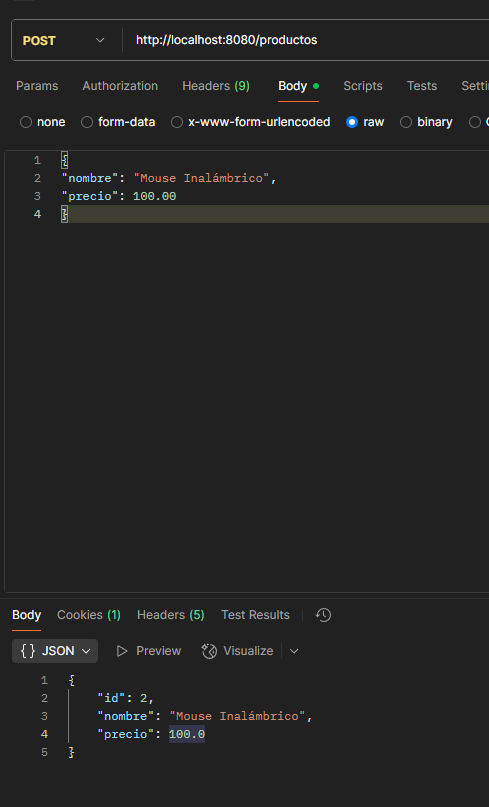 POST http://localhost:8080/productos
Params Authorization Headers (9) Body Scripts Tests
none form-data x-www-form-urlencoded raw binary
1 {
2 "nombre": "Mouse Inalámbrico",
3 "precio": 100.00
4 }
Body Cookies (1) Headers (5) Test Results
{ } JSON Preview Visualize
1 {
2 "id": 2,
3 "nombre": "Mouse Inalámbrico",
4 "precio": 100.0
5 }